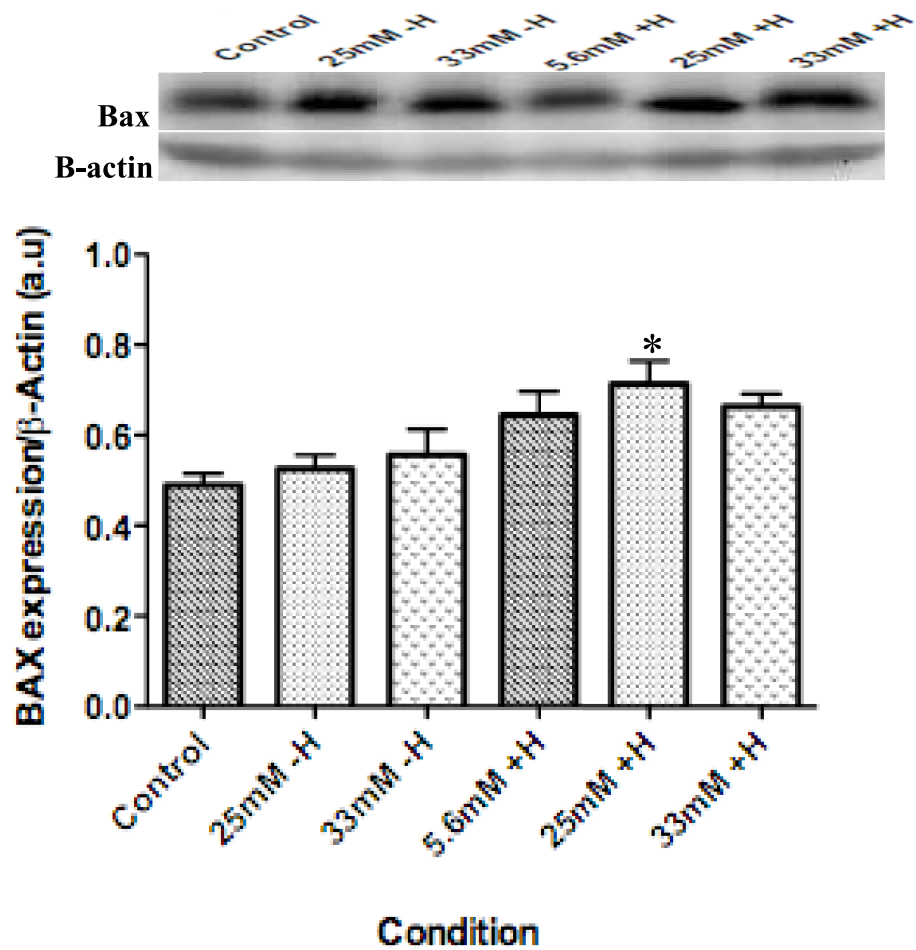 Control 25mM -H 33mM -H 5.6mM +H 25mM +H 33mM +H
Bax
B-actin
BAX expression/β-Actin (a.u)
1.0
0.8
0.6
0.4
0.2
0.0
*
Control 25mM -H 33mM -H 5.6mM +H 25mM +H 33mM +H
Condition